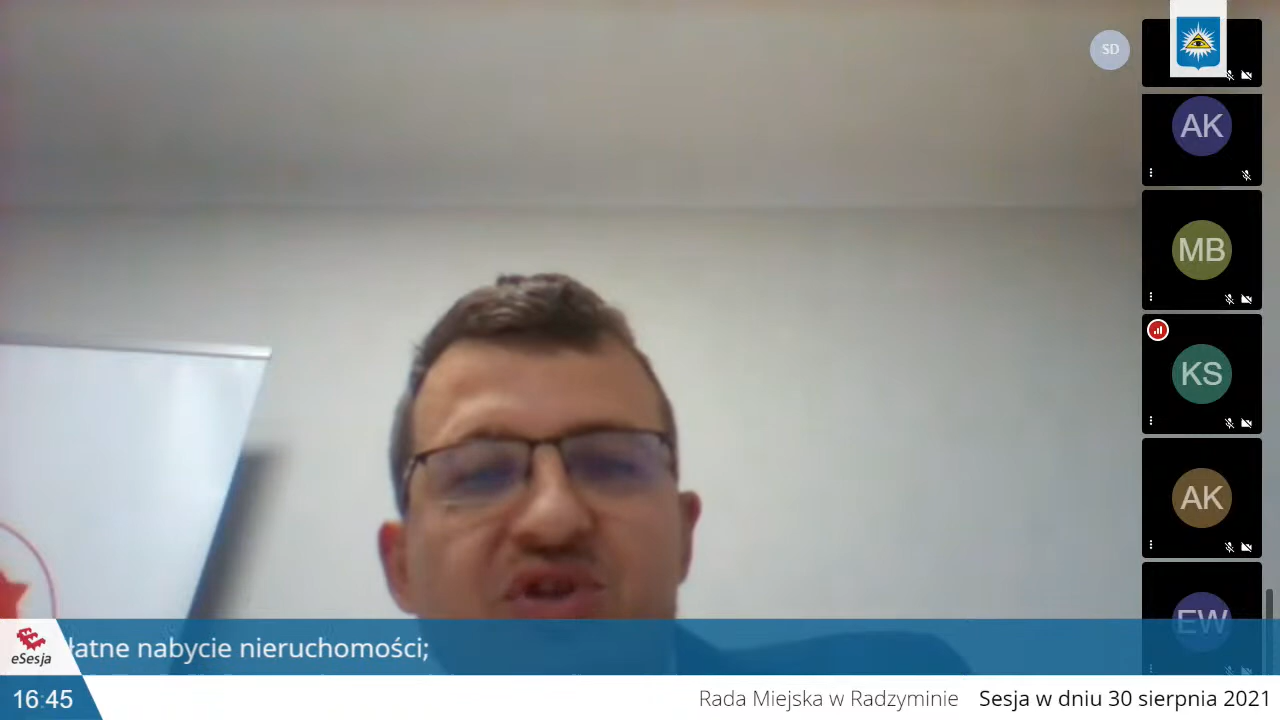 SD
AK
MB
KS
AK
EW
łatne nabycie nieruchomości;
eSesja
16:45
Rada Miejska w Radzyminie Sesja w dniu 30 sierpnia 2021